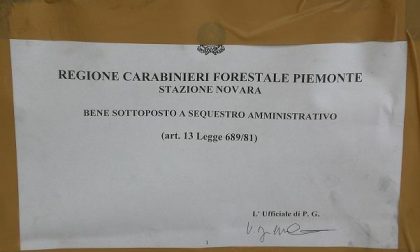 REGIONE CARABINIERI FORESTALE PIEMONTE
STAZIONE NOVARA
BENE SOTTOPOSTO A SEQUESTRO AMMINISTRATIVO
(art. 13 Legge 689/81)
L' Ufficiale di P. G.